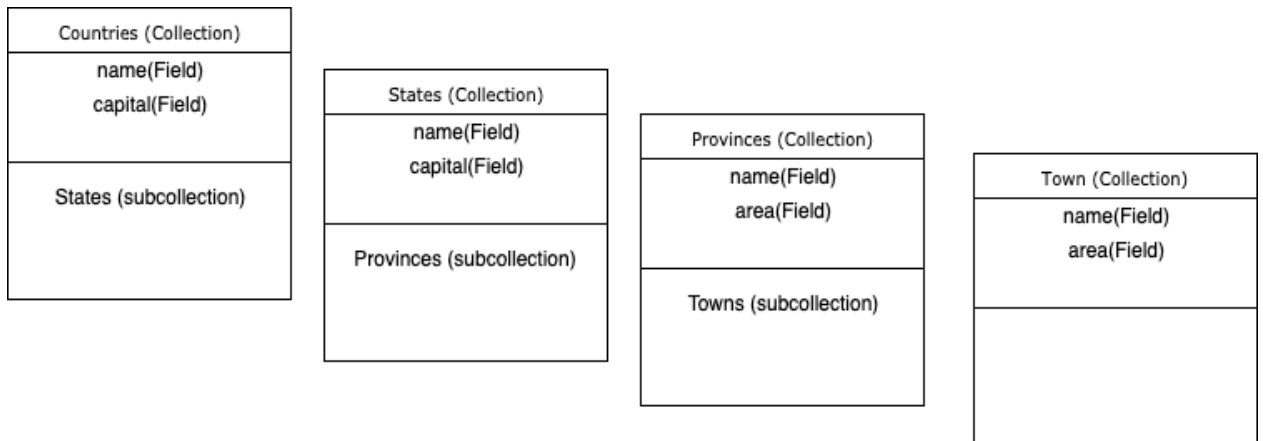 Countries (Collection)
name(Field)
capital(Field)
States (subcollection)
States (Collection)
name(Field)
capital(Field)
Provinces (subcollection)
Provinces (Collection)
name(Field)
area(Field)
Towns (subcollection)
Town (Collection)
name(Field)
area(Field)